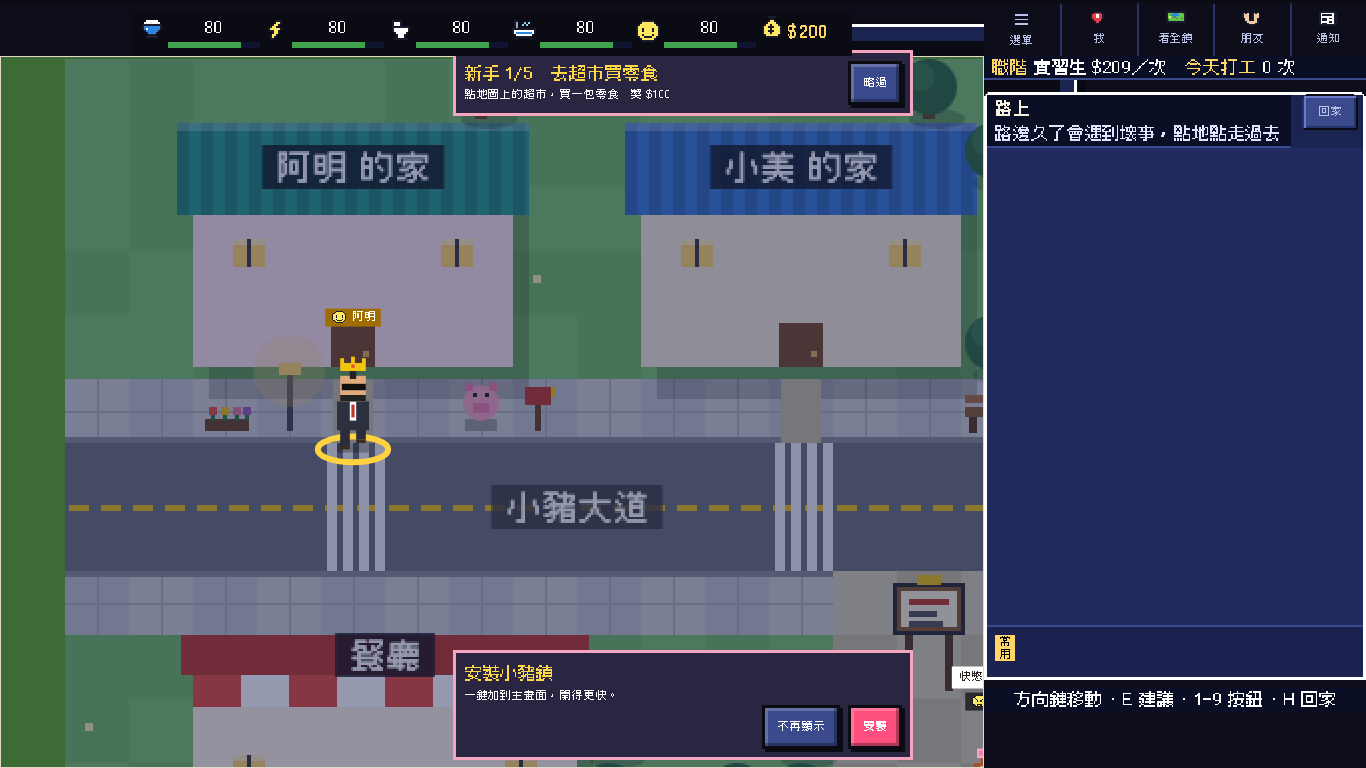 80
80
80
80
80
$200
選單
我
看全鎮
朋友
通知
職階 實習生 $209／次 今天打工 0 次
新手 1/5 去超市買零食
點地圖上的超市，買一包零食 獎 $100
略過
路上
路邊久了會遇到壞事，點地點走過去
回家
阿明 的家
小美 的家
阿明
小豬大道
餐廳
安裝小豬鎮
一鍵加到主畫面，開得更快。
不再顯示
安裝
常用
方向鍵移動 · E 建議 · 1-9 按鈕 · H 回家